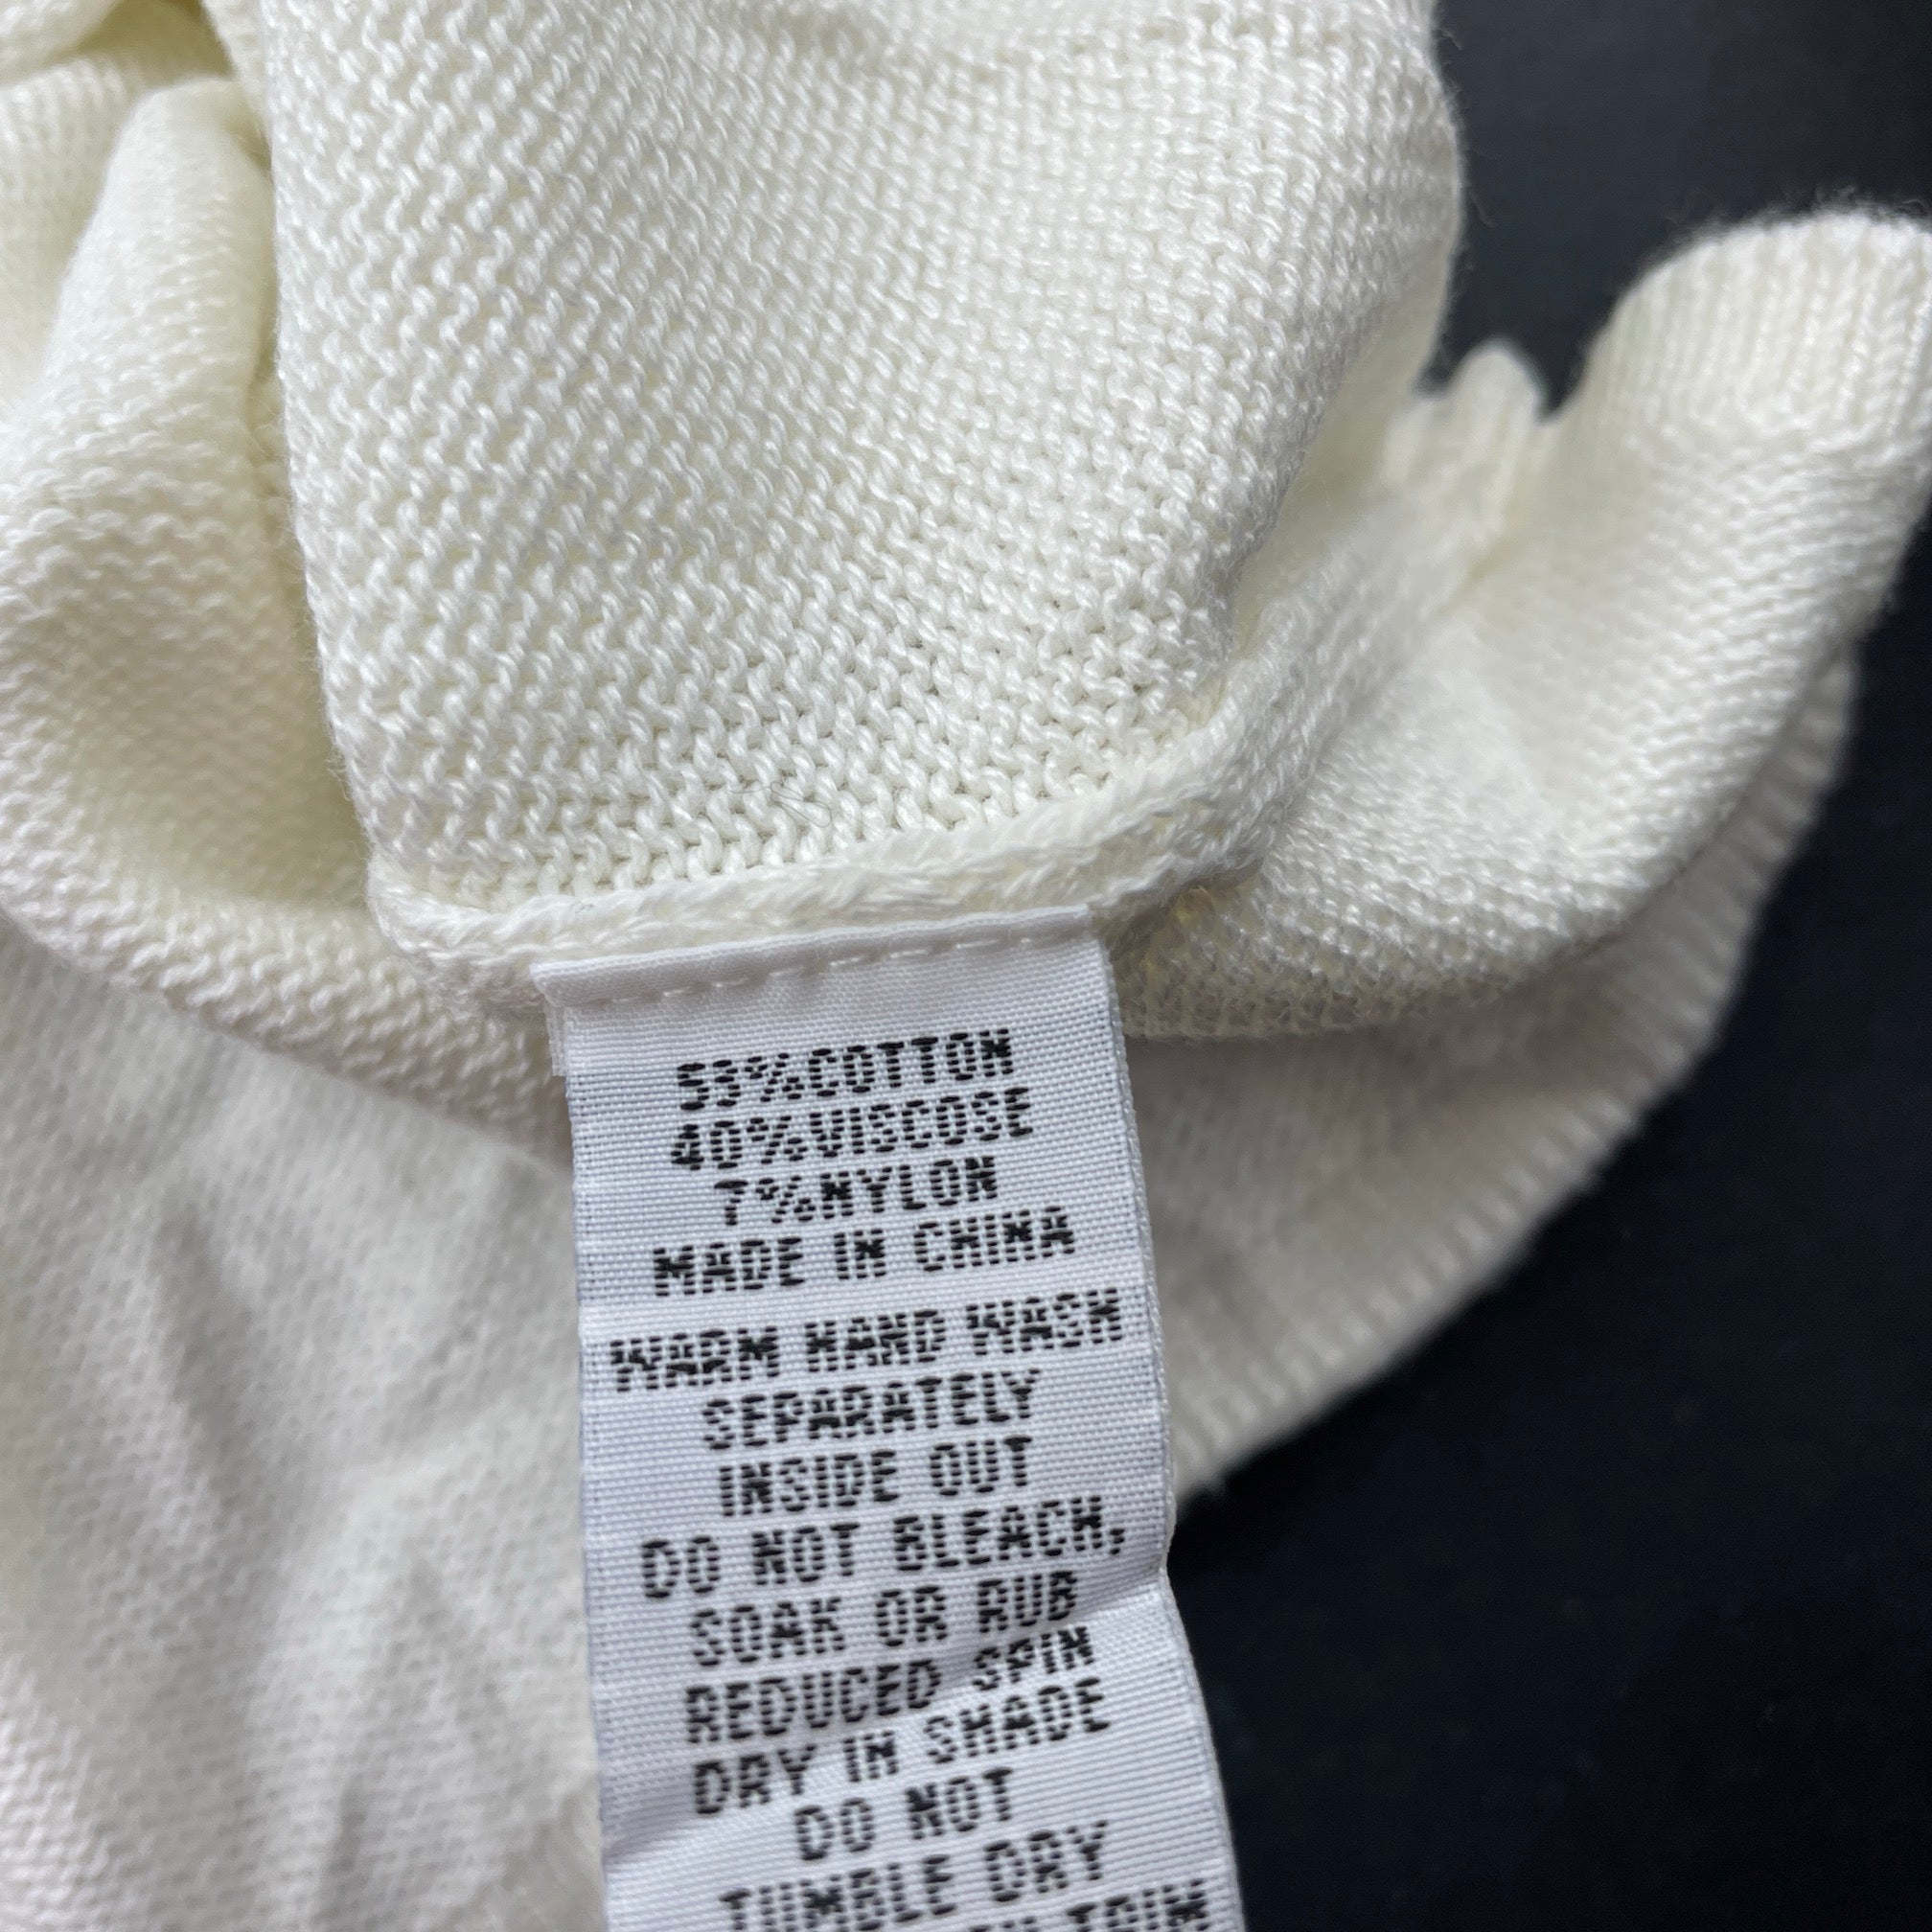 53%COTTON
40%VISCOSE
7%NYLON
MADE IN CHINA
WARM HAND WASH
SEPARATELY
INSIDE OUT
DO NOT BLEACH,
SOAK OR RUB
REDUCED SPIN
DRY IN SHADE
DO NOT
TUMBLE DRY
TRIM